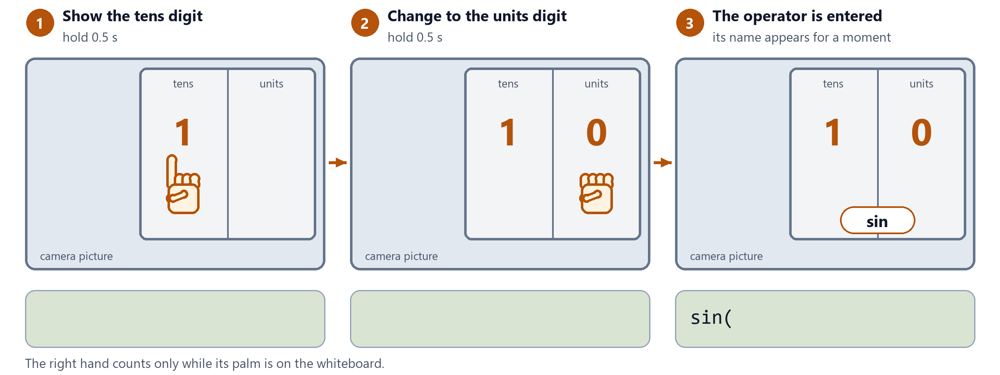 1 Show the tens digit
hold 0.5 s
tens units
1
camera picture
2 Change to the units digit
hold 0.5 s
tens units
1 0
camera picture
3 The operator is entered
its name appears for a moment
tens units
1 0
sin
camera picture
sin(
The right hand counts only while its palm is on the whiteboard.